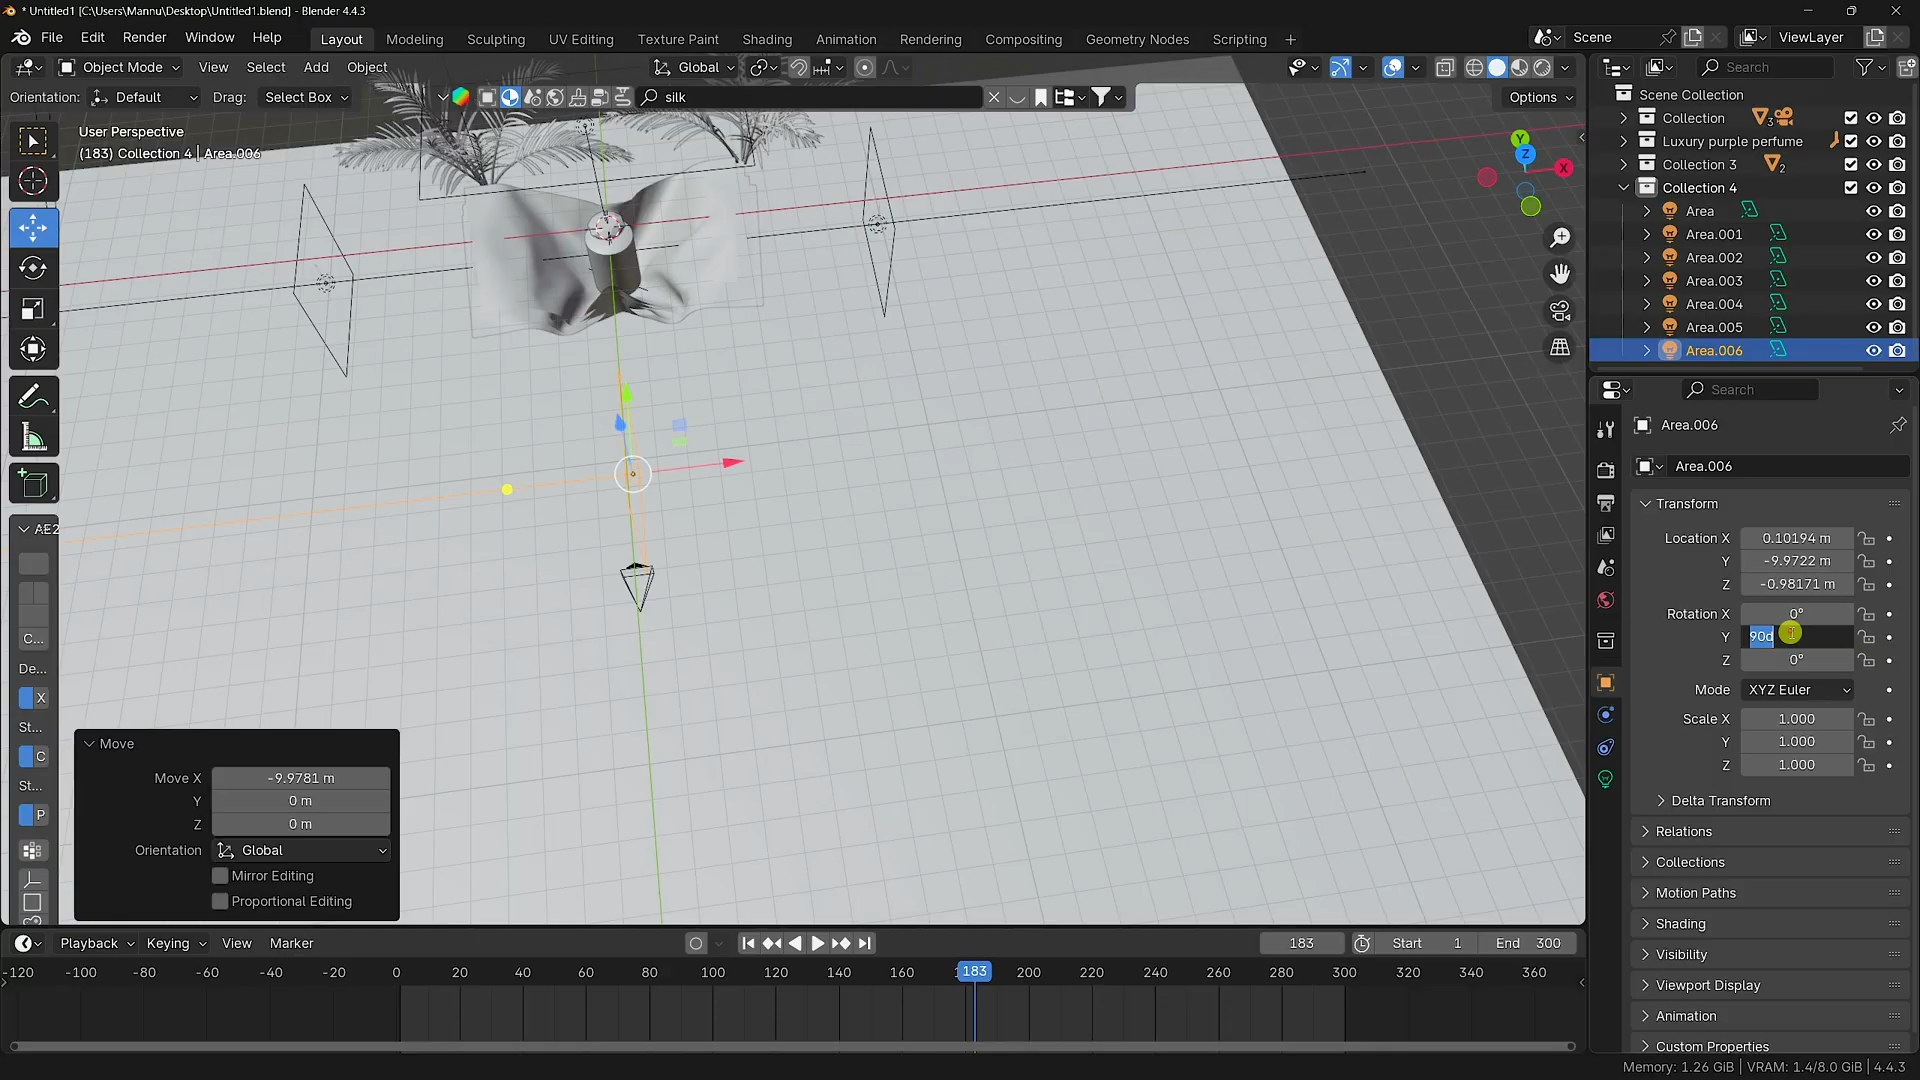 * Untitled1 [C:\Users\Mannu\Desktop\Untitled1.blend] - Blender 4.4.3
File Edit Render Window Help
Layout Modeling Sculpting UV Editing Texture Paint Shading Animation Rendering Compositing Geometry Nodes Scripting +
Scene ViewLayer
Object Mode View Select Add Object Global
Search
Orientation: Default Drag: Select Box silk Options
User Perspective
(183) Collection 4 | Area.006
Y
Z
X
Scene Collection
Collection 3
Luxury purple perfume
Collection 3 2
Collection 4
Area
Area.001
Area.002
Area.003
Area.004
Area.005
Area.006
Search
Area.006
Area.006
Transform
Location X 0.10194 m
Y -9.9722 m
Z -0.98171 m
Rotation X 0°
Y 90d
Z 0°
Mode XYZ Euler
Scale X 1.000
Y 1.000
Z 1.000
Delta Transform
Relations
Collections
Motion Paths
Shading
Visibility
Viewport Display
Animation
Custom Properties
AE2
C...
De...
X
St...
C
St...
P
Move
Move X -9.9781 m
Y 0 m
Z 0 m
Orientation Global
Mirror Editing
Proportional Editing
Playback Keying View Marker 183 Start 1 End 300
-120 -100 -80 -60 -40 -20 0 20 40 60 80 100 120 140 160 183 200 220 240 260 280 300 320 340 360
Memory: 1.26 GiB | VRAM: 1.4/8.0 GiB | 4.4.3